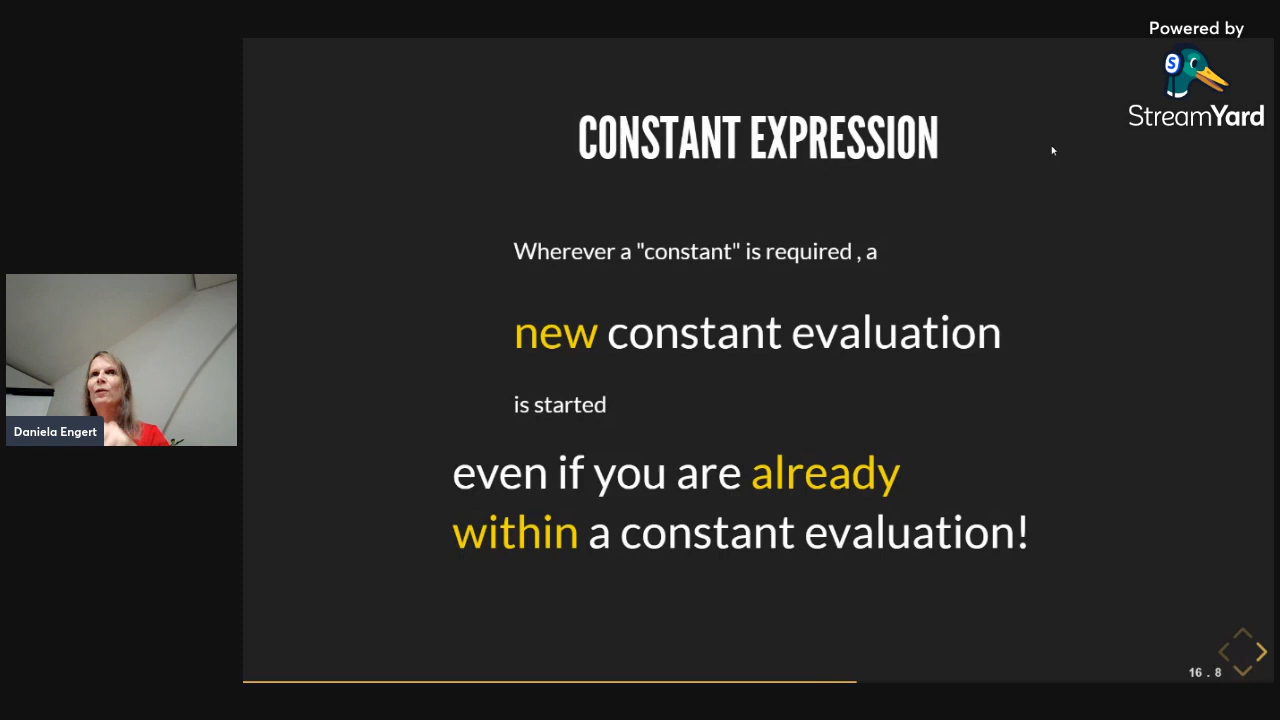 Powered by
S
StreamYard
CONSTANT EXPRESSION
Wherever a "constant" is required , a
new constant evaluation
is started
even if you are already
within a constant evaluation!
Daniela Engert
16 . 8